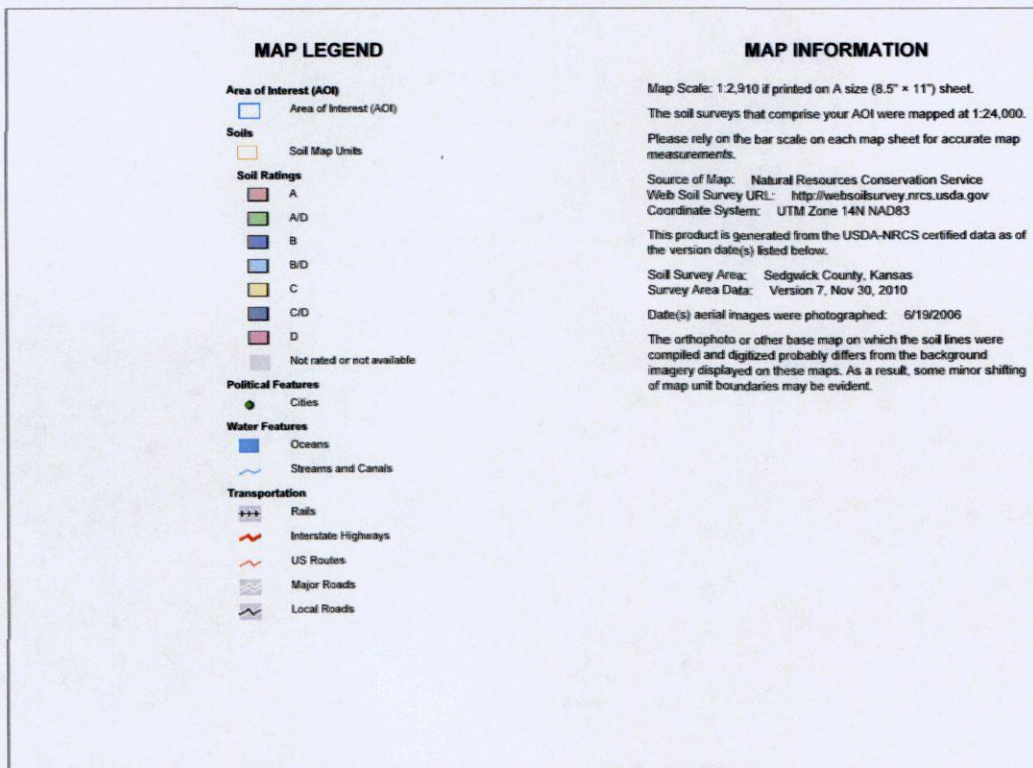 MAP LEGEND
Area of Interest (AOI)
Area of Interest (AOI)
Soils
Soil Map Units
Soil Ratings
A
A/D
B
B/D
C
C/D
D
Not rated or not available
Political Features
Cities
Water Features
Oceans
Streams and Canals
Transportation
Rails
Interstate Highways
US Routes
Major Roads
Local Roads
MAP INFORMATION
Map Scale: 1:2,910 if printed on A size (8.5" × 11") sheet.
The soil surveys that comprise your AOI were mapped at 1:24,000.
Please rely on the bar scale on each map sheet for accurate map
measurements.
Source of Map: Natural Resources Conservation Service
Web Soil Survey URL: http://websoilsurvey.nrcs.usda.gov
Coordinate System: UTM Zone 14N NAD83
This product is generated from the USDA-NRCS certified data as of
the version date(s) listed below.
Soil Survey Area: Sedgwick County, Kansas
Survey Area Data: Version 7, Nov 30, 2010
Date(s) aerial images were photographed: 6/19/2006
The orthophoto or other base map on which the soil lines were
compiled and digitized probably differs from the background
imagery displayed on these maps. As a result, some minor shifting
of map unit boundaries may be evident.